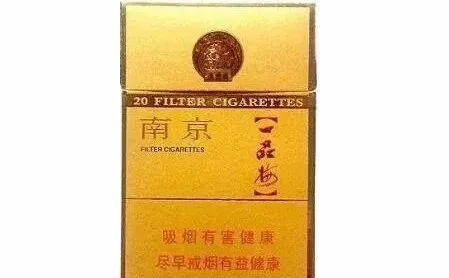 20 FILTER CIGARETTES
南京
FILTER CIGARETTES
【一品梅】
吸烟有害健康
尽早戒烟有益健康